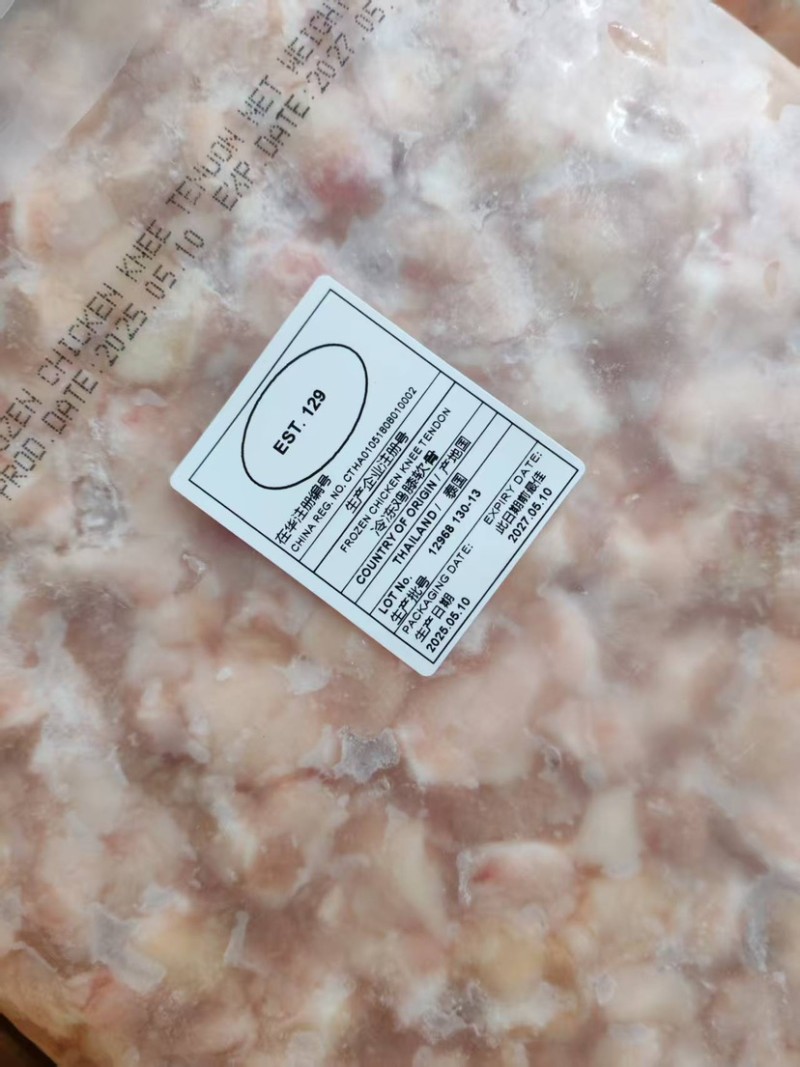 FROZEN CHICKEN KNEE TENDON NET WEIGHT
PROD.DATE:2025.05.10 EXP.DATE:2027.05.
EST. 129
在华注册编号
CHINA REG. NO. CTHA01051808010002
生产企业注册号
FROZEN CHICKEN KNEE TENDON
冷冻鸡膝软骨
COUNTRY OF ORIGIN / 产地国
THAILAND / 泰国
LOT No. 12968 130-13
生产批号
PACKAGING DATE: EXPIRY DATE:
生产日期 此日期前最佳
2025.05.10 2027.05.10